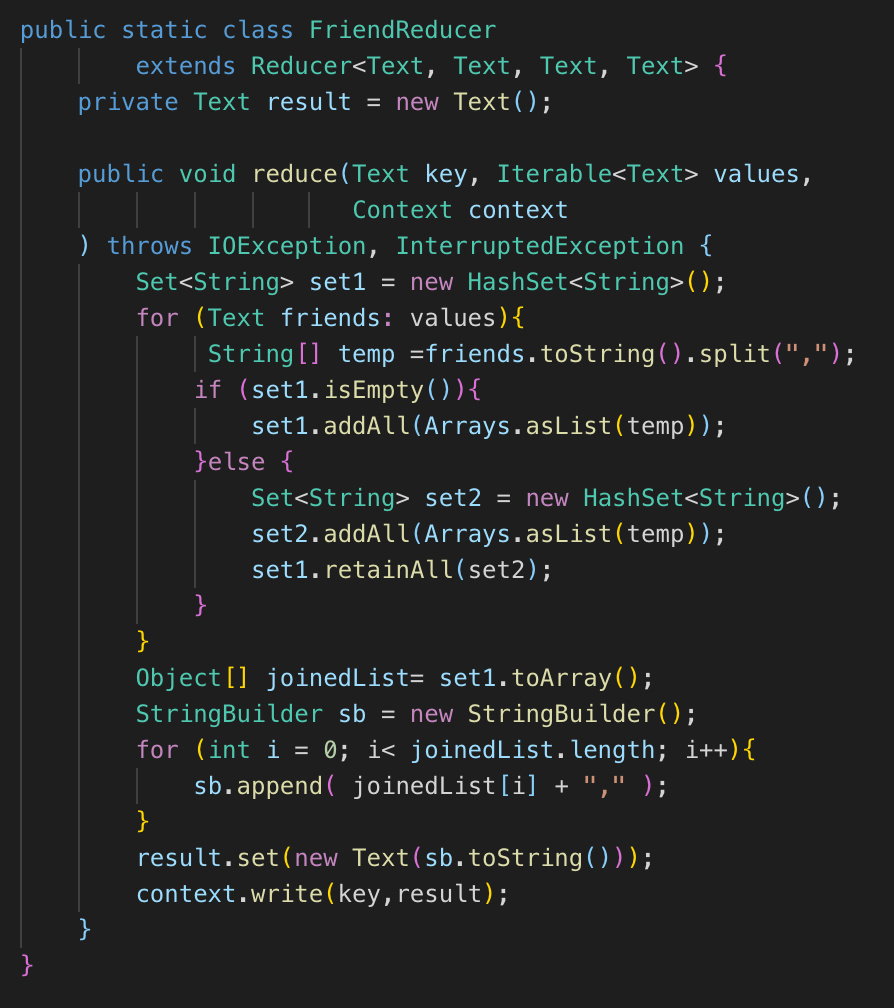 public static class FriendReducer
        extends Reducer<Text, Text, Text, Text> {
    private Text result = new Text();

    public void reduce(Text key, Iterable<Text> values,
                       Context context
    ) throws IOException, InterruptedException {
        Set<String> set1 = new HashSet<String>();
        for (Text friends: values){
             String[] temp =friends.toString().split(",");
            if (set1.isEmpty()){
                set1.addAll(Arrays.asList(temp));
            }else {
                Set<String> set2 = new HashSet<String>();
                set2.addAll(Arrays.asList(temp));
                set1.retainAll(set2);
            }
        }
        Object[] joinedList= set1.toArray();
        StringBuilder sb = new StringBuilder();
        for (int i = 0; i< joinedList.length; i++){
            sb.append( joinedList[i] + "," );
        }
        result.set(new Text(sb.toString()));
        context.write(key,result);
    }
}